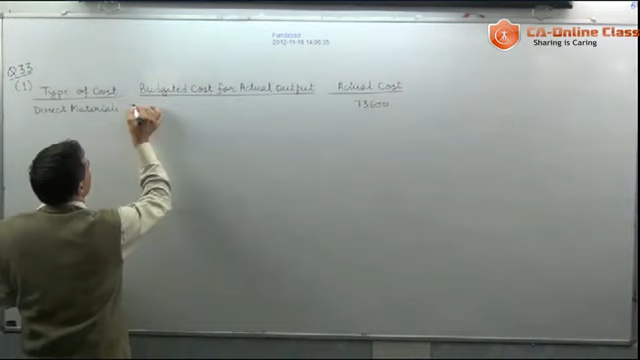 Faridabad
2012-11-18 14:06:35
CA-Online Class
Sharing is Caring
Q33
(1) Type of Cost Budgeted Cost for Actual Output Actual Cost
Direct Materials 73600